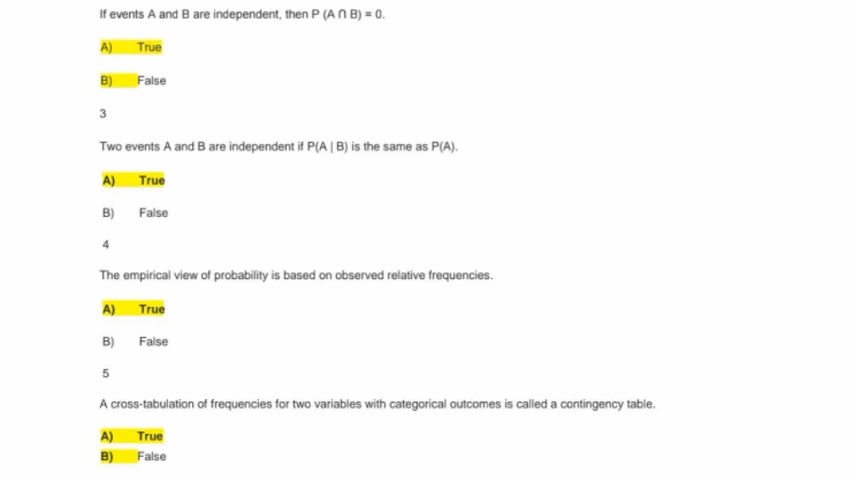 If events A and B are independent, then P (A ∩ B) = 0.
A) True
B) False
3
Two events A and B are independent if P(A | B) is the same as P(A).
A) True
B) False
4
The empirical view of probability is based on observed relative frequencies.
A) True
B) False
5
A cross-tabulation of frequencies for two variables with categorical outcomes is called a contingency table.
A) True
B) False